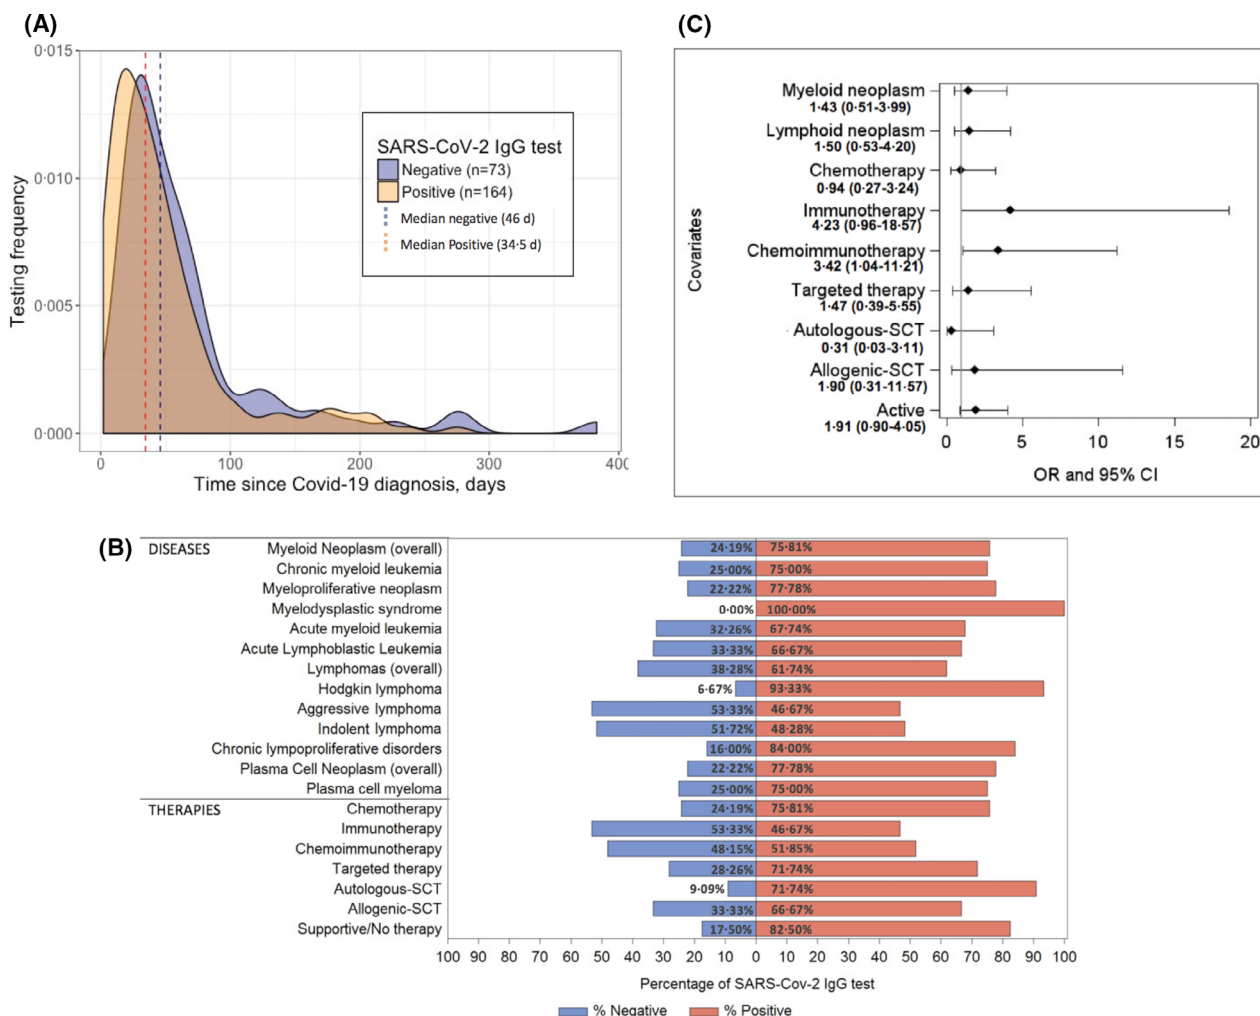 (A)
0·015
0·010
0·005
0·000
Testing frequency
SARS-CoV-2 IgG test
Negative (n=73)
Positive (n=164)
Median negative (46 d)
Median Positive (34·5 d)
0 100 200 300 400
Time since Covid-19 diagnosis, days
(C)
Covariates
Myeloid neoplasm
1·43 (0·51-3·99)
Lymphoid neoplasm
1·50 (0·53-4·20)
Chemotherapy
0·94 (0·27-3·24)
Immunotherapy
4·23 (0·96-18·57)
Chemoimmunotherapy
3·42 (1·04-11·21)
Targeted therapy
1·47 (0·39-5·55)
Autologous-SCT
0·31 (0·03-3·11)
Allogenic-SCT
1·90 (0·31-11·57)
Active
1·91 (0·90-4·05)
0 5 10 15 20
OR and 95% CI
(B)
DISEASES
Myeloid Neoplasm (overall) 24·19% 75·81%
Chronic myeloid leukemia 25·00% 75·00%
Myeloproliferative neoplasm 22·22% 77·78%
Myelodysplastic syndrome 0·00% 100·00%
Acute myeloid leukemia 32·26% 67·74%
Acute Lymphoblastic Leukemia 33·33% 66·67%
Lymphomas (overall) 38·28% 61·74%
Hodgkin lymphoma 6·67% 93·33%
Aggressive lymphoma 53·33% 46·67%
Indolent lymphoma 51·72% 48·28%
Chronic lympoproliferative disorders 16·00% 84·00%
Plasma Cell Neoplasm (overall) 22·22% 77·78%
Plasma cell myeloma 25·00% 75·00%
THERAPIES
Chemotherapy 24·19% 75·81%
Immunotherapy 53·33% 46·67%
Chemoimmunotherapy 48·15% 51·85%
Targeted therapy 28·26% 71·74%
Autologous-SCT 9·09% 71·74%
Allogenic-SCT 33·33% 66·67%
Supportive/No therapy 17·50% 82·50%
100 90 80 70 60 50 40 30 20 10 0 10 20 30 40 50 60 70 80 90 100
Percentage of SARS-Cov-2 IgG test
% Negative % Positive